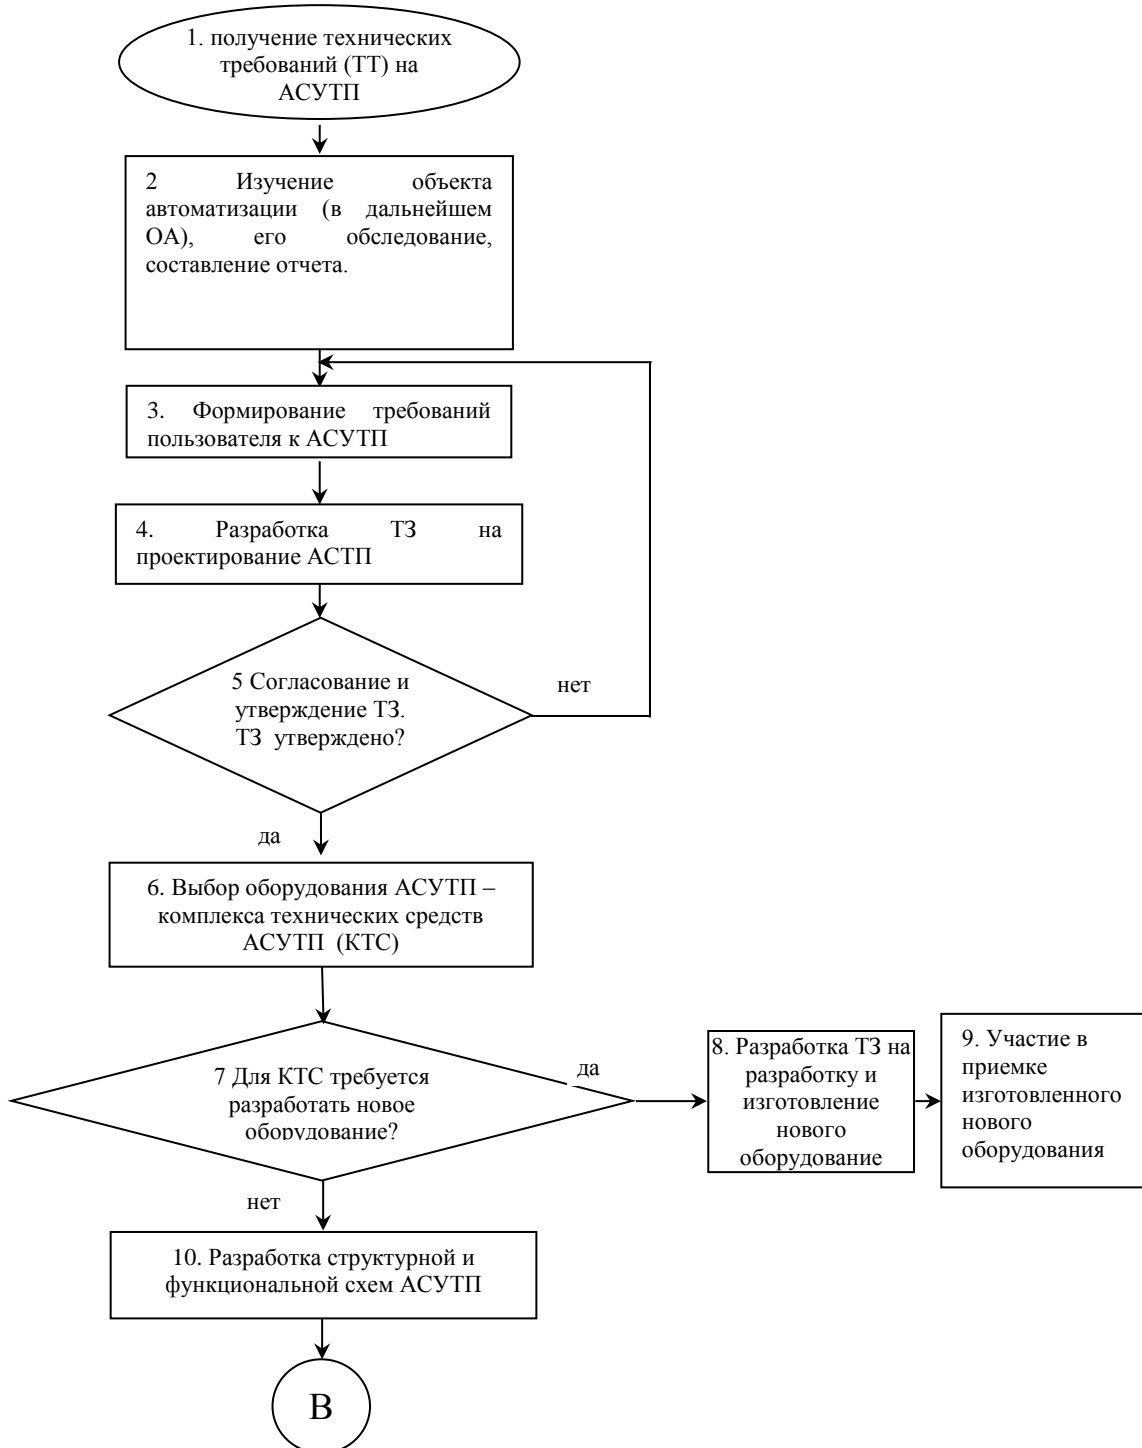 1. получение технических
требований (ТТ) на
АСУТП
2 Изучение объекта
автоматизации (в дальнейшем
ОА), его обследование,
составление отчета.
3. Формирование требований
пользователя к АСУТП
4. Разработка ТЗ на
проектирование АСТП
5 Согласование и
утверждение ТЗ.
ТЗ утверждено?
нет
да
6. Выбор оборудования АСУТП –
комплекса технических средств
АСУТП (КТС)
7 Для КТС требуется
разработать новое
оборудование?
да
8. Разработка ТЗ на
разработку и
изготовление
нового
оборудование
9. Участие в
приемке
изготовленного
нового
оборудования
нет
10. Разработка структурной и
функциональной схем АСУТП
В